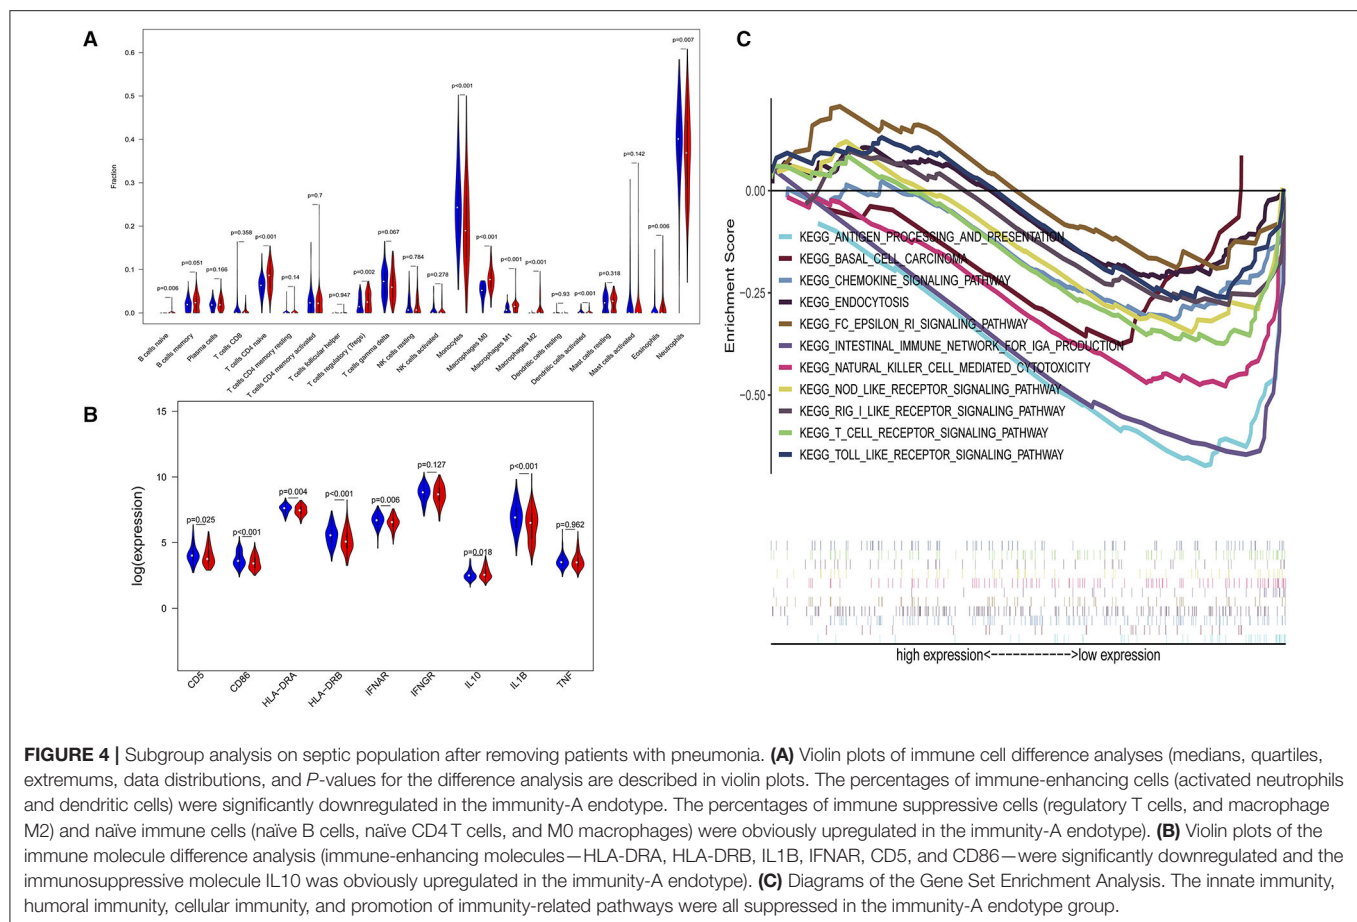 A
Fraction
0.6
0.5
0.4
0.3
0.2
0.1
0.0
p=0.006
p=0.051
p=0.166
p=0.358
p<0.001
p=0.14
p=0.7
p=0.947
p=0.002
p=0.067
p=0.784
p=0.278
p<0.001
p<0.001
p=0.001
p=0.001
p=0.93
p=0.001
p=0.318
p=0.142
p=0.006
p=0.007
B cells naive
B cells memory
Plasma cells
T cells CD8
T cells CD4 naive
T cells CD4 memory resting
T cells CD4 memory activated
T cells follicular helper
T cells regulatory (Tregs)
T cells gamma delta
NK cells resting
NK cells activated
Monocytes
Macrophages M0
Macrophages M1
Macrophages M2
Dendritic cells resting
Dendritic cells activated
Mast cells resting
Mast cells activated
Eosinophils
Neutrophils
B
log(expression)
15
10
5
0
p=0.025
p<0.001
p=0.004
p<0.001
p=0.006
p=0.127
p=0.018
p<0.001
p=0.962
CD5
CD86
HLA−DRA
HLA−DRB
IFNAR
IFNGR
IL10
IL1B
TNF
C
Enrichment Score
0.00
−0.25
−0.50
KEGG_ANTIGEN_PROCESSING_AND_PRESENTATION
KEGG_BASAL_CELL_CARCINOMA
KEGG_CHEMOKINE_SIGNALING_PATHWAY
KEGG_ENDOCYTOSIS
KEGG_FC_EPSILON_RI_SIGNALING_PATHWAY
KEGG_INTESTINAL_IMMUNE_NETWORK_FOR_IGA_PRODUCTION
KEGG_NATURAL_KILLER_CELL_MEDIATED_CYTOTOXICITY
KEGG_NOD_LIKE_RECEPTOR_SIGNALING_PATHWAY
KEGG_RIG_I_LIKE_RECEPTOR_SIGNALING_PATHWAY
KEGG_T_CELL_RECEPTOR_SIGNALING_PATHWAY
KEGG_TOLL_LIKE_RECEPTOR_SIGNALING_PATHWAY
high expression<----------->low expression
FIGURE 4 | Subgroup analysis on septic population after removing patients with pneumonia. (A) Violin plots of immune cell difference analyses (medians, quartiles,
extremums, data distributions, and P-values for the difference analysis are described in violin plots. The percentages of immune-enhancing cells (activated neutrophils
and dendritic cells) were significantly downregulated in the immunity-A endotype. The percentages of immune suppressive cells (regulatory T cells, and macrophage
M2) and naïve immune cells (naïve B cells, naïve CD4 T cells, and M0 macrophages) were obviously upregulated in the immunity-A endotype). (B) Violin plots of the
immune molecule difference analysis (immune-enhancing molecules—HLA-DRA, HLA-DRB, IL1B, IFNAR, CD5, and CD86—were significantly downregulated and the
immunosuppressive molecule IL10 was obviously upregulated in the immunity-A endotype). (C) Diagrams of the Gene Set Enrichment Analysis. The innate immunity,
humoral immunity, cellular immunity, and promotion of immunity-related pathways were all suppressed in the immunity-A endotype group.